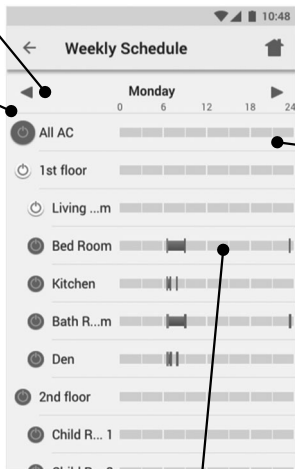 10:48
Weekly Schedule
Monday
0 6 12 18 24
All AC
1st floor
Living ...m
Bed Room
Kitchen
Bath R...m
Den
2nd floor
Child R... 1